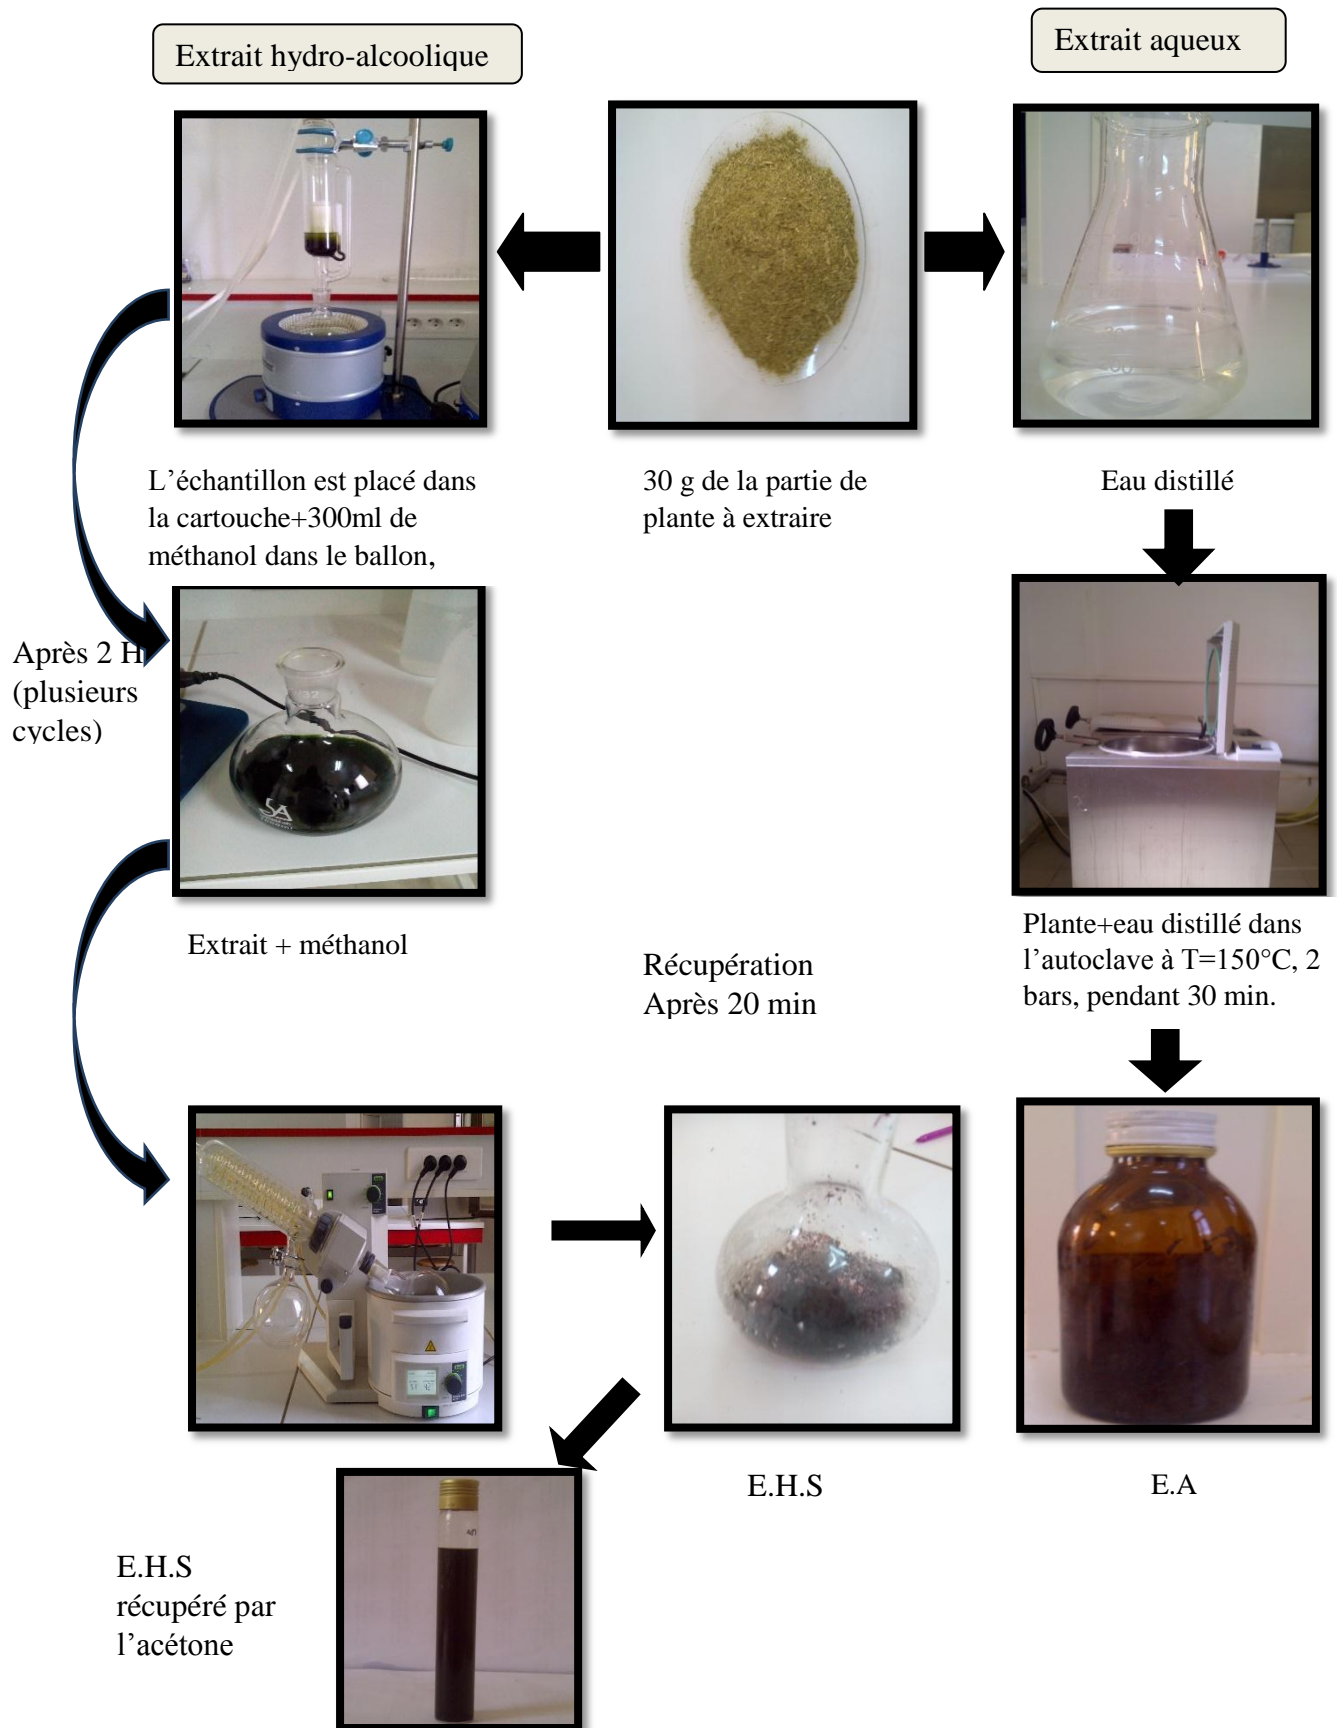 Extrait hydro-alcoolique
Extrait aqueux
L’échantillon est placé dans
la cartouche+300ml de
méthanol dans le ballon,
30 g de la partie de
plante à extraire
Eau distillé
Après 2 H
(plusieurs
cycles)
Extrait + méthanol
Récupération
Après 20 min
Plante+eau distillé dans
l’autoclave à T=150°C, 2
bars, pendant 30 min.
E.H.S
E.A
E.H.S
récupéré par
l’acétone